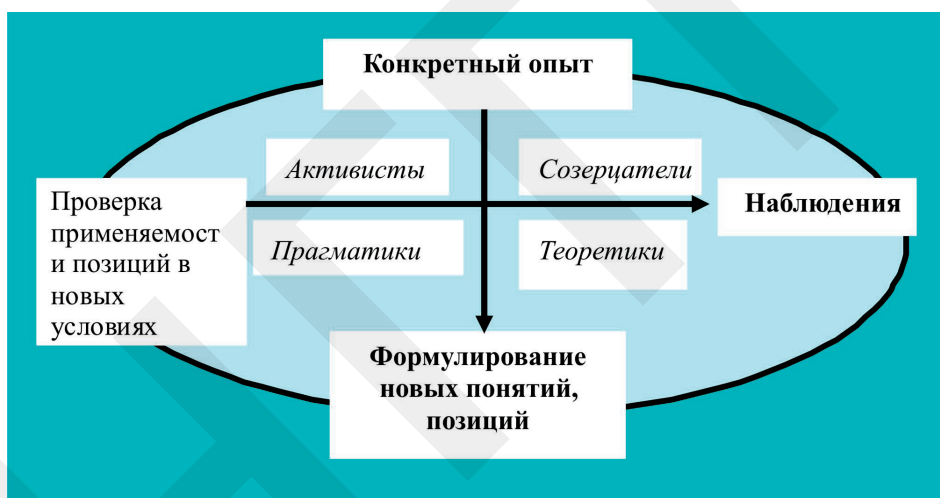 Конкретный опыт
Активисты
Созерцатели
Проверка
применяемост
и позиций в
новых
условиях
Наблюдения
Прагматики
Теоретики
Формулирование
новых понятий,
позиций